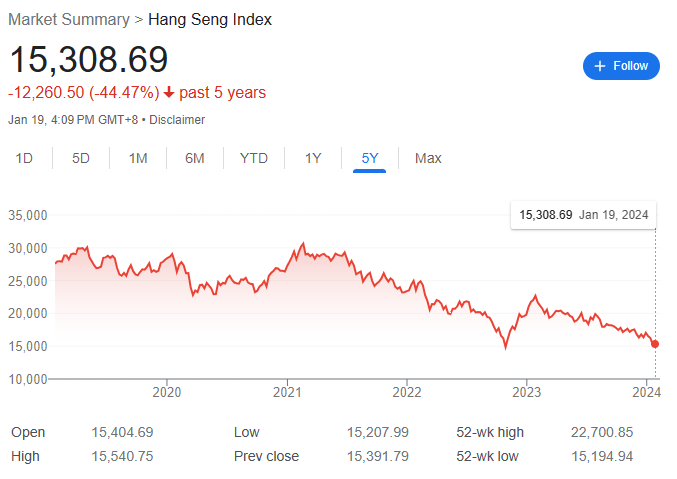 Market Summary > Hang Seng Index
15,308.69
+ Follow
-12,260.50 (-44.47%) ↓ past 5 years
Jan 19, 4:09 PM GMT+8 • Disclaimer
1D 5D 1M 6M YTD 1Y 5Y Max
15,308.69 Jan 19, 2024
35,000
30,000
25,000
20,000
15,000
10,000
2020 2021 2022 2023 2024
Open 15,404.69 Low 15,207.99 52-wk high 22,700.85
High 15,540.75 Prev close 15,391.79 52-wk low 15,194.94